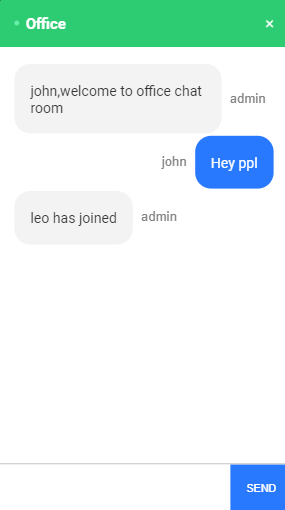 Office ×
john,welcome to office chat
room
admin
john
Hey ppl
leo has joined
admin
SEND